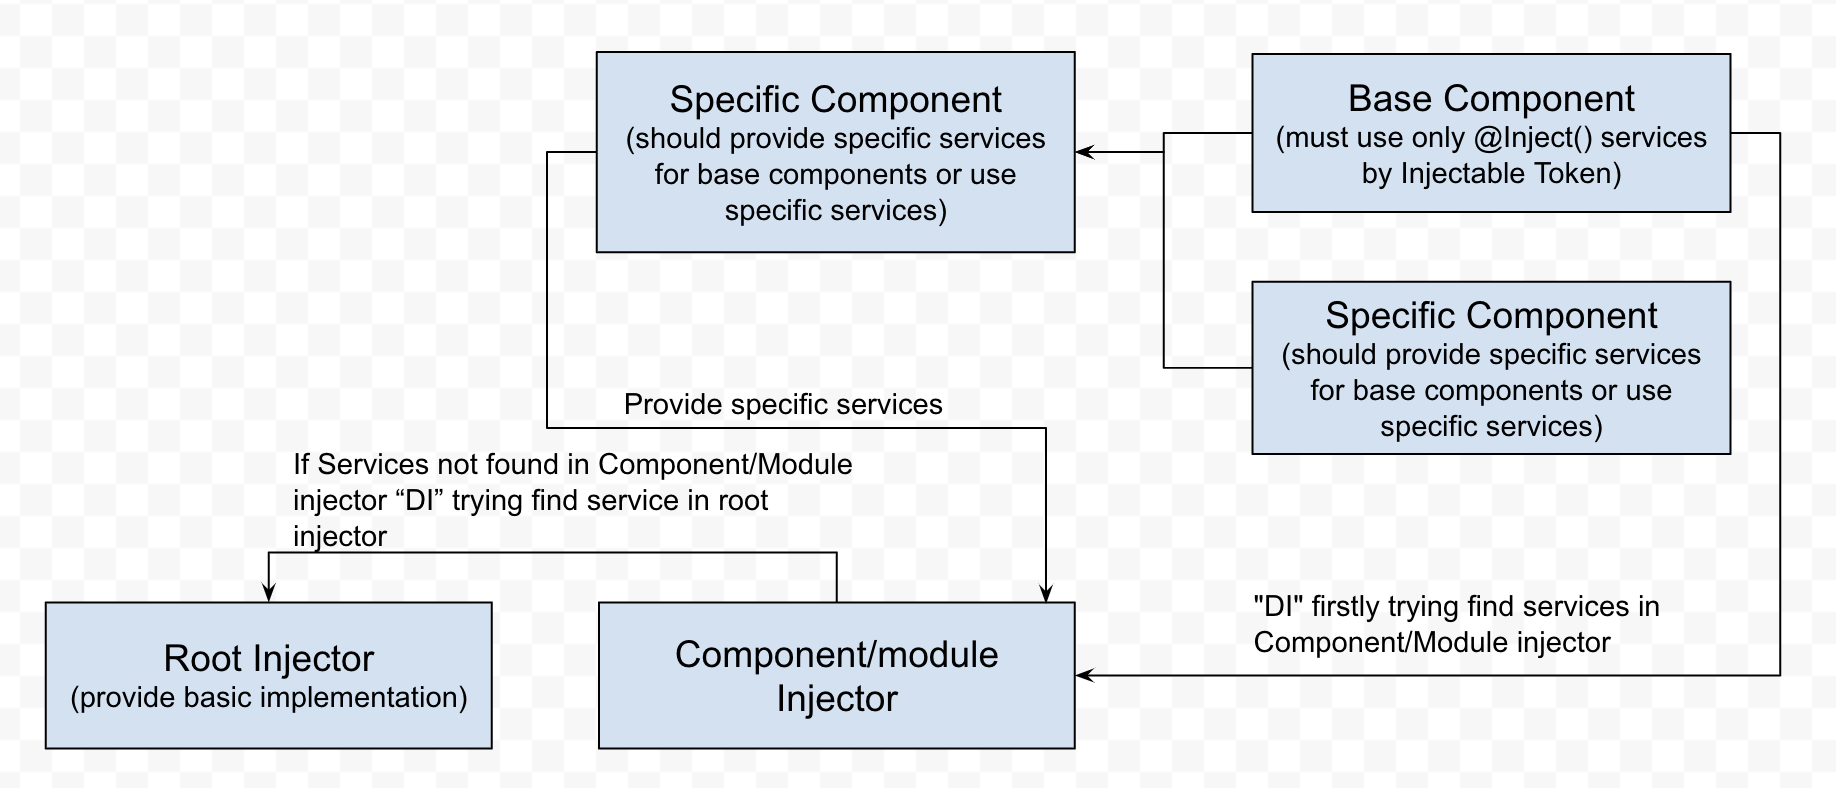 Specific Component
(should provide specific services
for base components or use
specific services)
Base Component
(must use only @Inject() services
by Injectable Token)
Specific Component
(should provide specific services
for base components or use
specific services)
Provide specific services
If Services not found in Component/Module
injector “DI” trying find service in root
injector
"DI" firstly trying find services in
Component/Module injector
Root Injector
(provide basic implementation)
Component/module
Injector